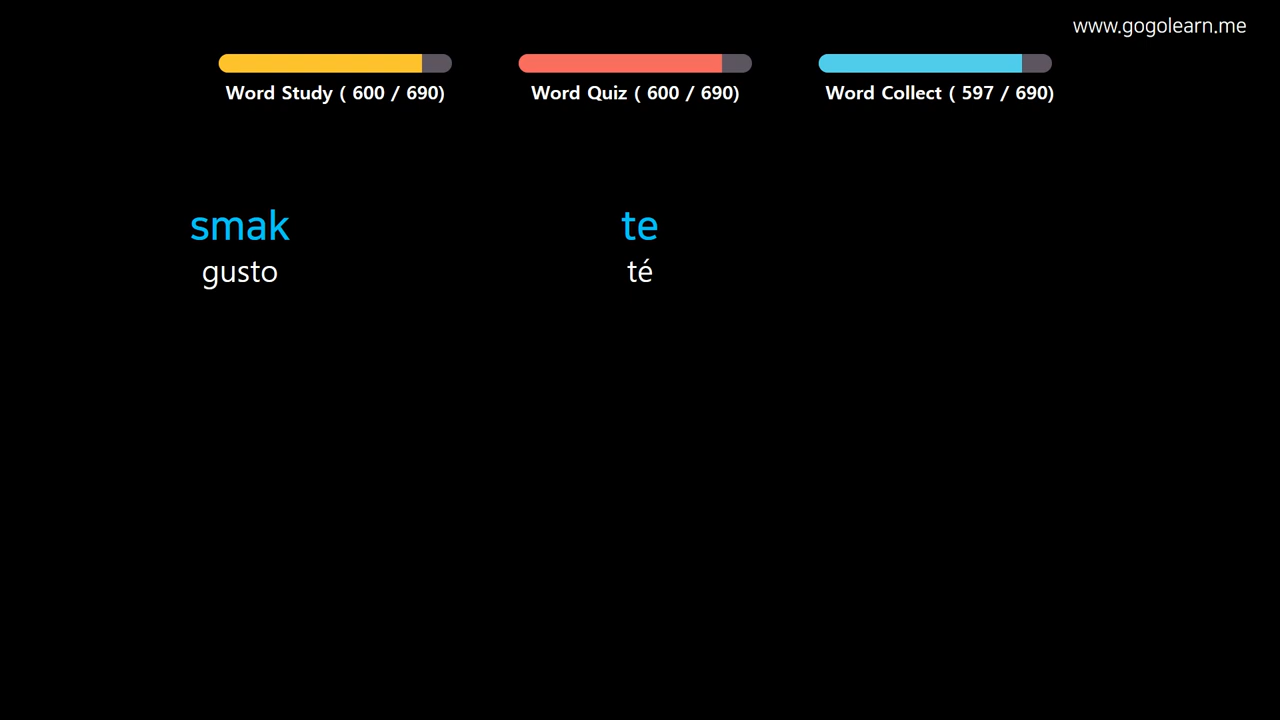 www.gogolearn.me
Word Study ( 600 / 690)
Word Quiz ( 600 / 690)
Word Collect ( 597 / 690)
smak
gusto
te
té